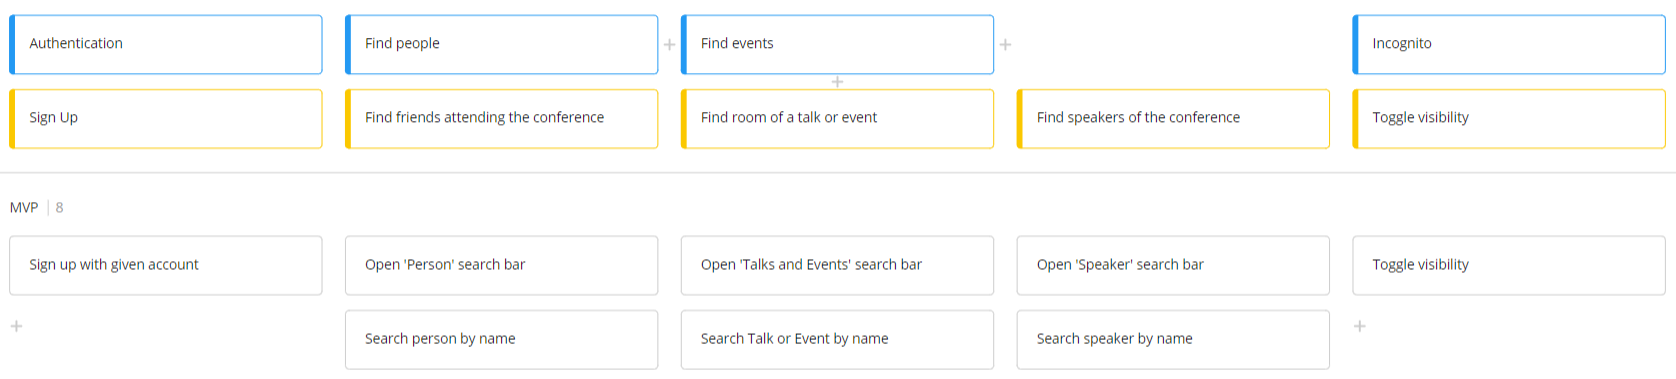 Authentication
Find people
Find events
Incognito
Sign Up
Find friends attending the conference
Find room of a talk or event
Find speakers of the conference
Toggle visibility
MVP | 8
Sign up with given account
Open 'Person' search bar
Open 'Talks and Events' search bar
Open 'Speaker' search bar
Toggle visibility
Search person by name
Search Talk or Event by name
Search speaker by name